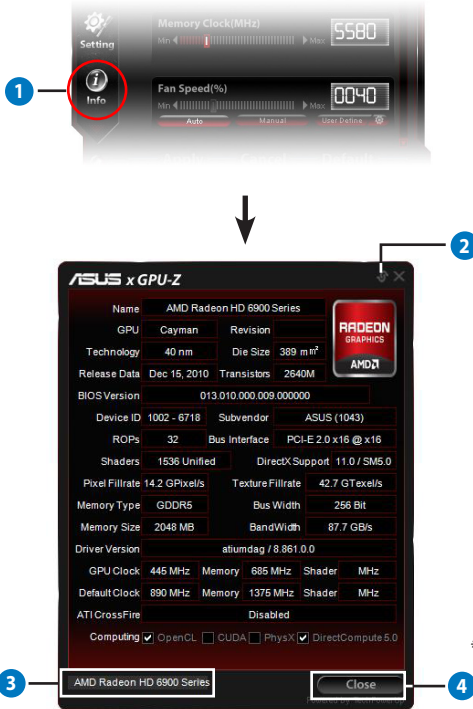 Memory Clock(MHz)
Min Max 5580
Setting
1
Info
Fan Speed(%)
Min Max 0040
Auto Manual User Define
2
ASUS x GPU-Z
Name AMD Radeon HD 6900 Series
GPU Cayman Revision
RADEON
GRAPHICS
AMD
Technology 40 nm Die Size 389 m m²
Release Data Dec 15, 2010 Transistors 2640M
BIOS Version 013.010.000.009.000000
Device ID 1002 - 6718 Subvendor ASUS (1043)
ROPs 32 Bus Interface PCI-E 2.0 x16 @ x16
Shaders 1536 Unified DirectX Support 11.0 / SM5.0
Pixel Fillrate 14.2 GPixel/s Texture Fillrate 42.7 GTexel/s
Memory Type GDDR5 Bus Width 256 Bit
Memory Size 2048 MB BandWidth 87.7 GB/s
Driver Version atiumdag / 8.861.0.0
GPU Clock 445 MHz Memory 685 MHz Shader MHz
Default Clock 890 MHz Memory 1375 MHz Shader MHz
ATI CrossFire Disabled
Computing OpenCL CUDA PhysX DirectCompute 5.0
3
AMD Radeon HD 6900 Series
Close
4